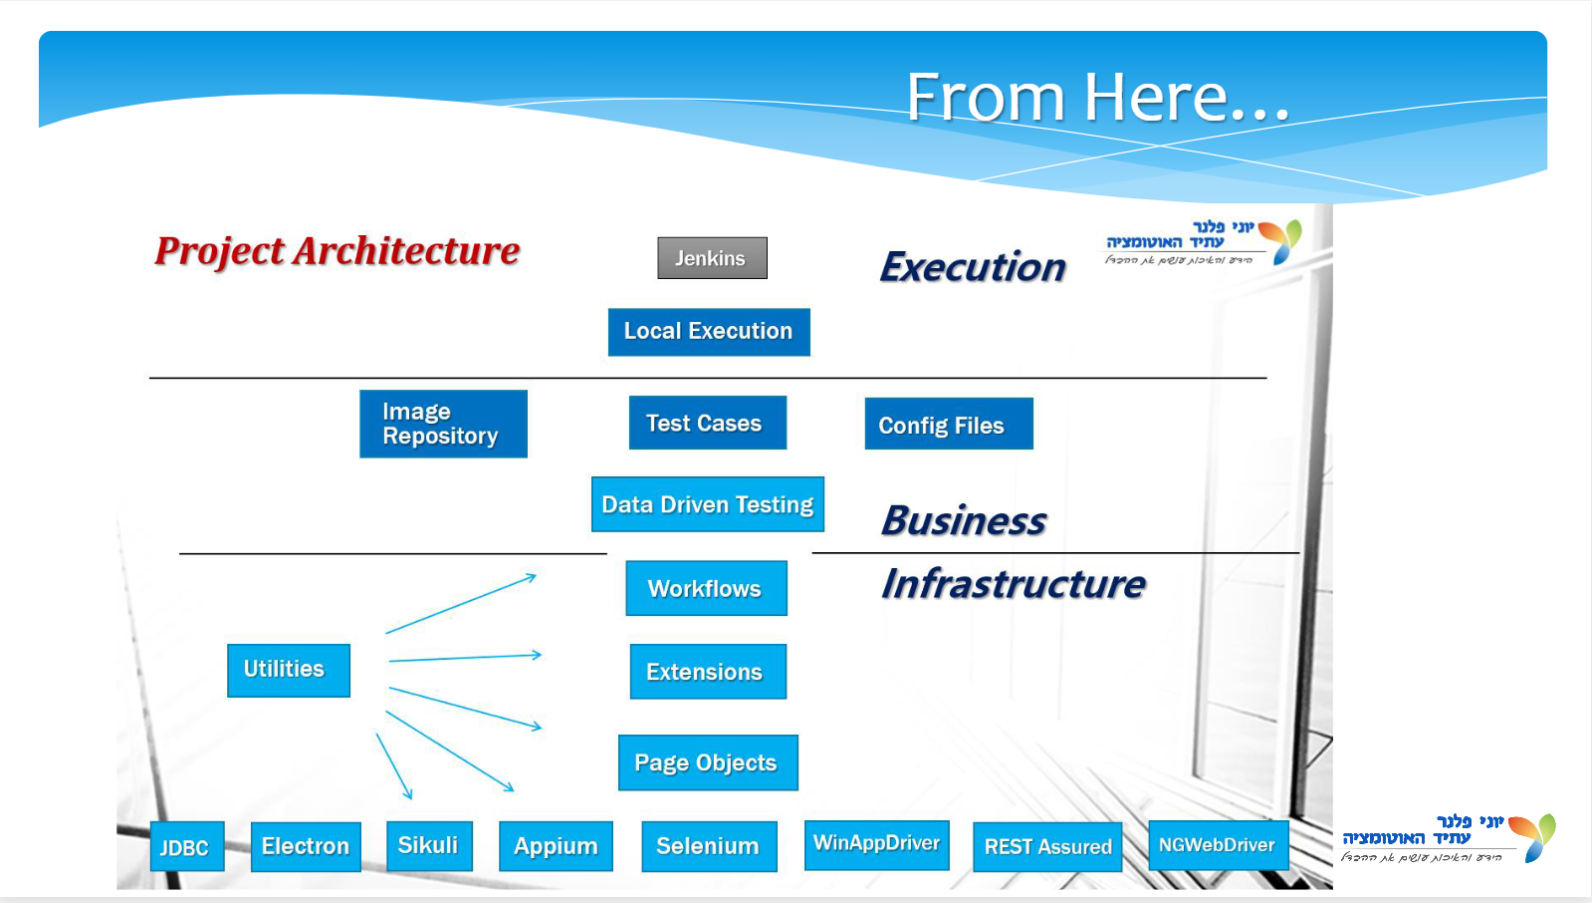 From Here...
Project Architecture
Jenkins
Execution
יוני פלנר
עתיד האוטומציה
הידע והאיכות עושים את ההבדל
Local Execution
Image
Repository
Test Cases
Config Files
Data Driven Testing
Business
Workflows
Infrastructure
Utilities
Extensions
Page Objects
JDBC
Electron
Sikuli
Appium
Selenium
WinAppDriver
REST Assured
NGWebDriver
יוני פלנר
עתיד האוטומציה
הידע והאיכות עושים את ההבדל